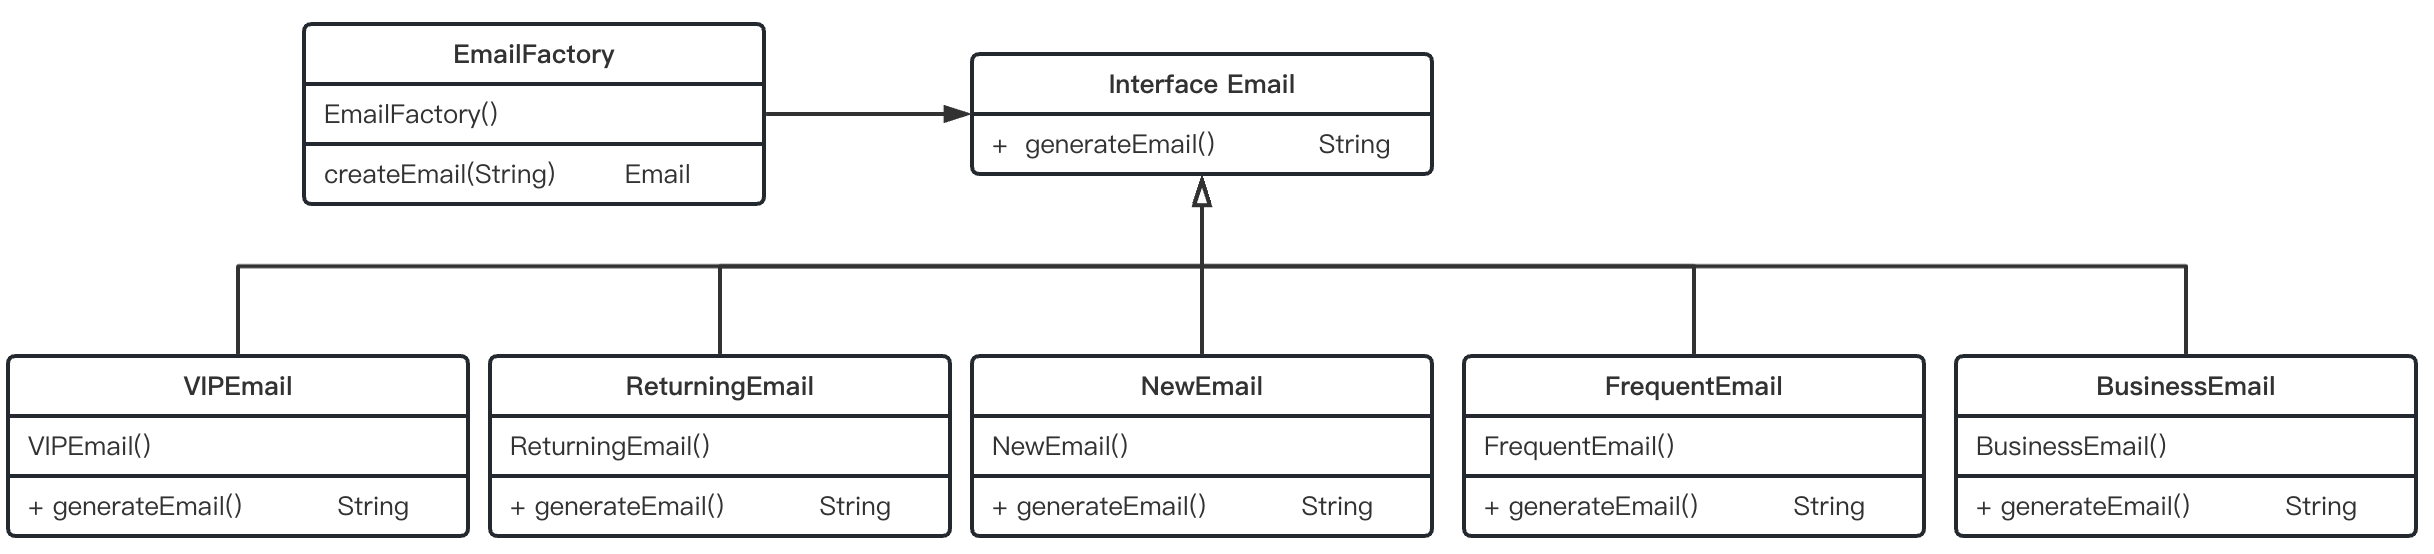 EmailFactory
EmailFactory()
createEmail(String) Email
Interface Email
+ generateEmail() String
VIPEmail
VIPEmail()
+ generateEmail() String
ReturningEmail
ReturningEmail()
+ generateEmail() String
NewEmail
NewEmail()
+ generateEmail() String
FrequentEmail
FrequentEmail()
+ generateEmail() String
BusinessEmail
BusinessEmail()
+ generateEmail() String